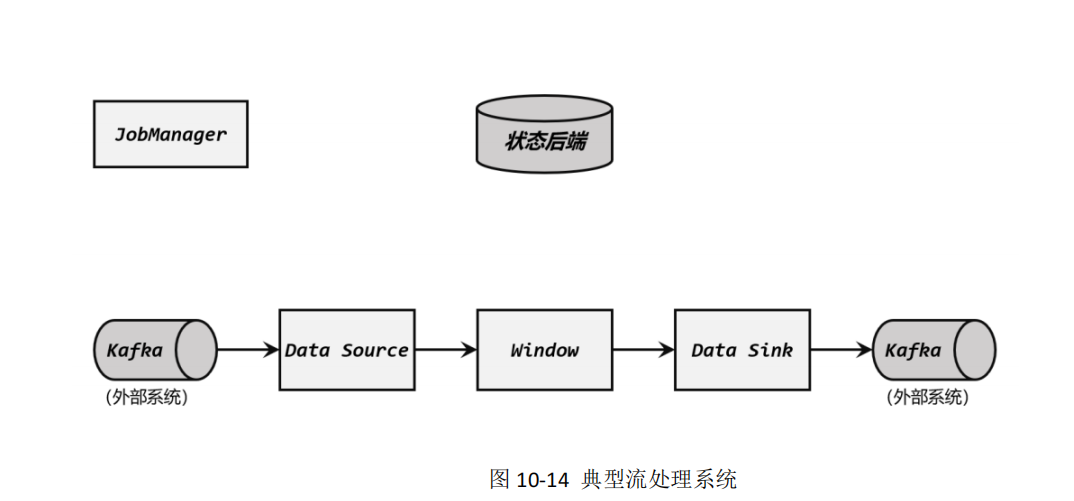 JobManager
状态后端
Kafka
Data Source
Window
Data Sink
Kafka
(外部系统)
(外部系统)
图 10-14 典型流处理系统